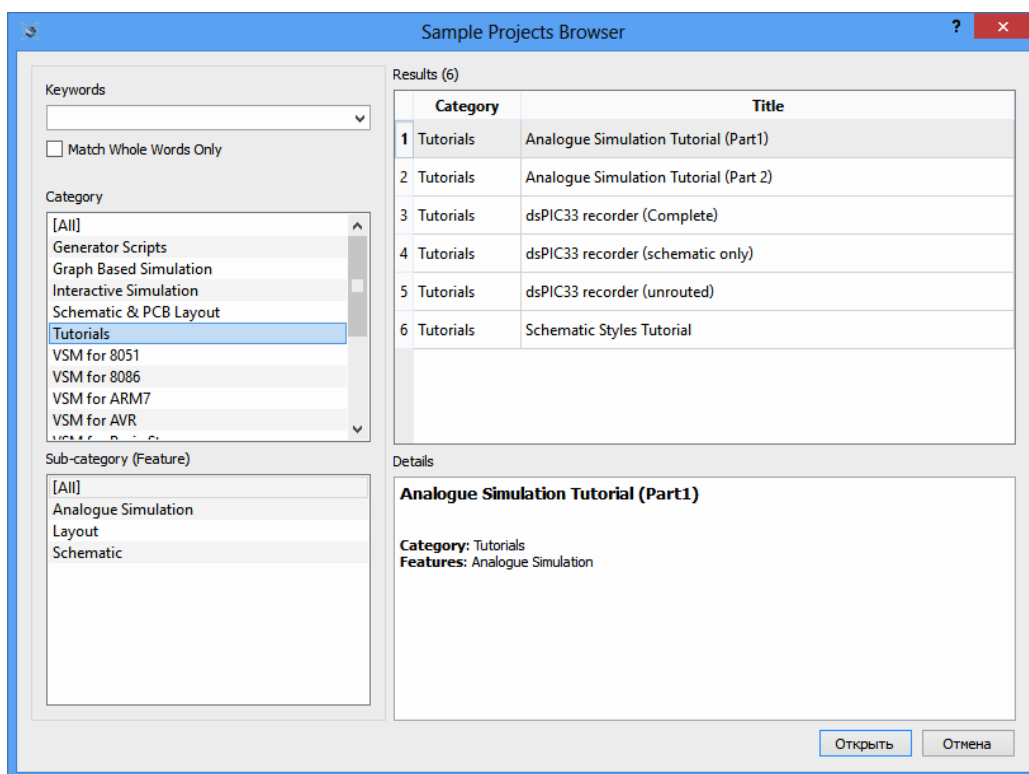 Sample Projects Browser
?
Keywords
Match Whole Words Only
Category
[All]
Generator Scripts
Graph Based Simulation
Interactive Simulation
Schematic & PCB Layout
Tutorials
VSM for 8051
VSM for 8086
VSM for ARM7
VSM for AVR
Sub-category (Feature)
[All]
Analogue Simulation
Layout
Schematic
Results (6)
Category Title
1 Tutorials Analogue Simulation Tutorial (Part1)
2 Tutorials Analogue Simulation Tutorial (Part 2)
3 Tutorials dsPIC33 recorder (Complete)
4 Tutorials dsPIC33 recorder (schematic only)
5 Tutorials dsPIC33 recorder (unrouted)
6 Tutorials Schematic Styles Tutorial
Details
Analogue Simulation Tutorial (Part1)
Category: Tutorials
Features: Analogue Simulation
Открыть Отмена